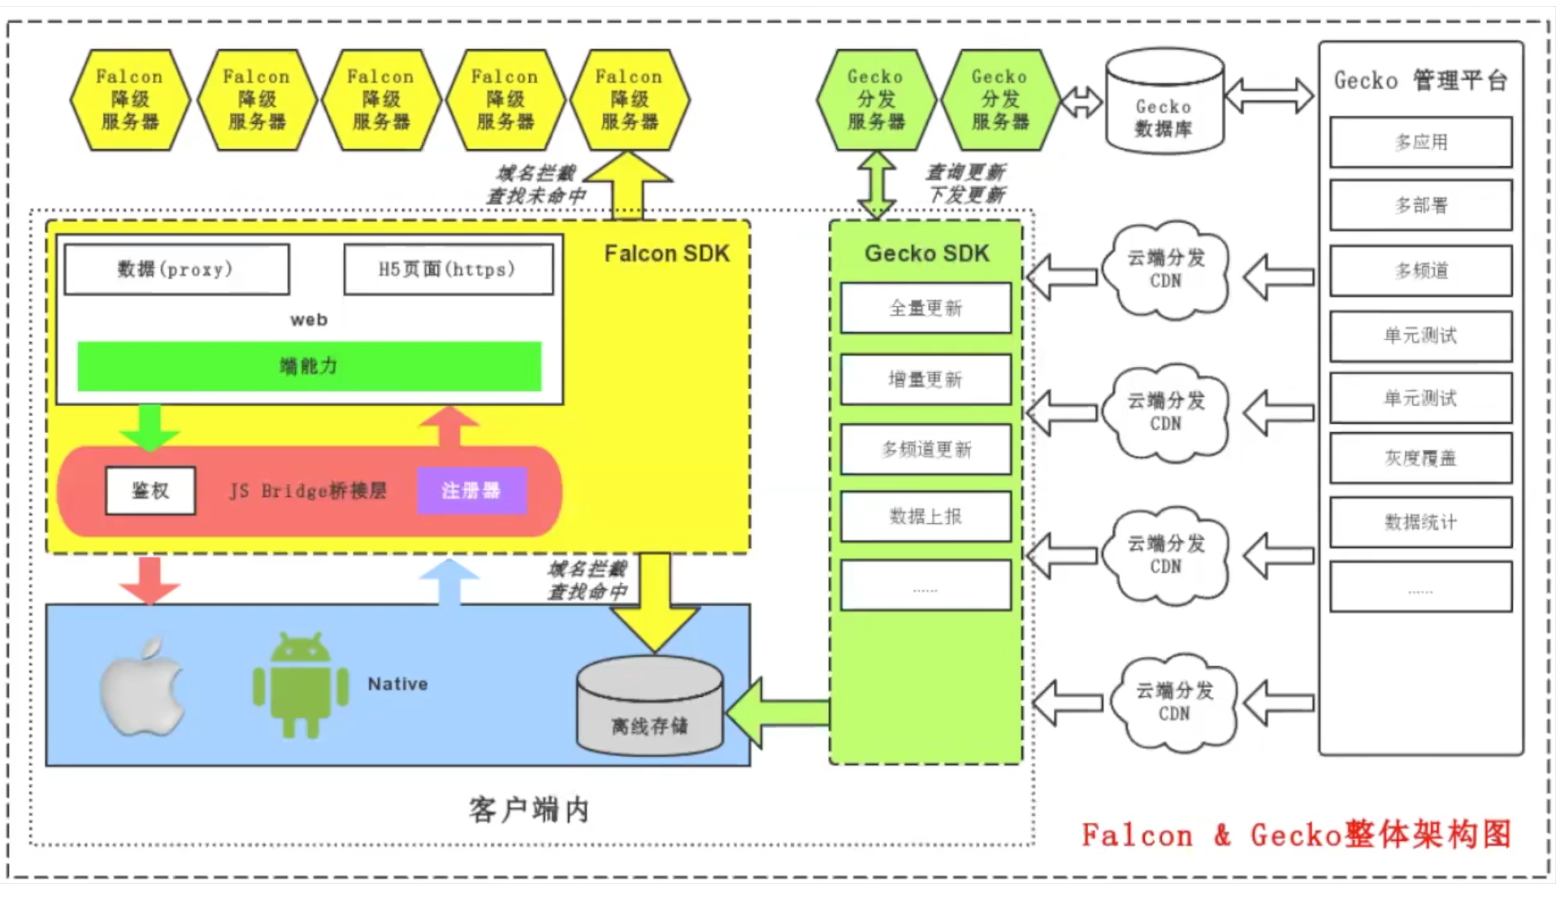 Falcon
降级
服务器
Falcon
降级
服务器
Falcon
降级
服务器
Falcon
降级
服务器
Falcon
降级
服务器
Gecko
分发
服务器
Gecko
分发
服务器
Gecko
数据库
Gecko 管理平台
多应用
多部署
多频道
单元测试
单元测试
灰度覆盖
数据统计
......
域名拦截
查找未命中
查询更新
下发更新
Falcon SDK
数据(proxy)
H5页面(https)
web
端能力
鉴权
JS Bridge桥接层
注册器
域名拦截
查找命中
Native
离线存储
客户端内
Gecko SDK
全量更新
增量更新
多频道更新
数据上报
......
云端分发
CDN
云端分发
CDN
云端分发
CDN
云端分发
CDN
Falcon & Gecko整体架构图